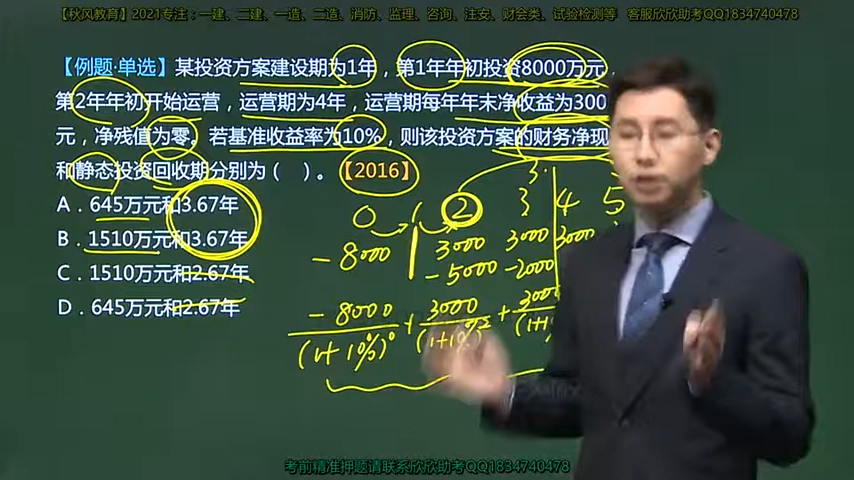 【秋风教育】2021专注：一建、二建、一造、二造、消防、监理、咨询、注安、财会类、试验检测等 客服欣欣助考QQ1834740478
【例题·单选】某投资方案建设期为1年，第1年年初投资8000万元，
第2年年初开始运营，运营期为4年，运营期每年年末净收益为300
元，净残值为零。若基准收益率为10%，则该投资方案的财务净现
和静态投资回收期分别为（ ）。【2016】
A．645万元和3.67年
B．1510万元和3.67年
C．1510万元和2.67年
D．645万元和2.67年
0 1 2 3 4 5
-8000 3000 3000 3000
-5000 -2000
-8000/(1+10%)^0 + 3000/(1+10%)^2 + 3000
考前精准押题请联系欣欣助考QQ1834740478